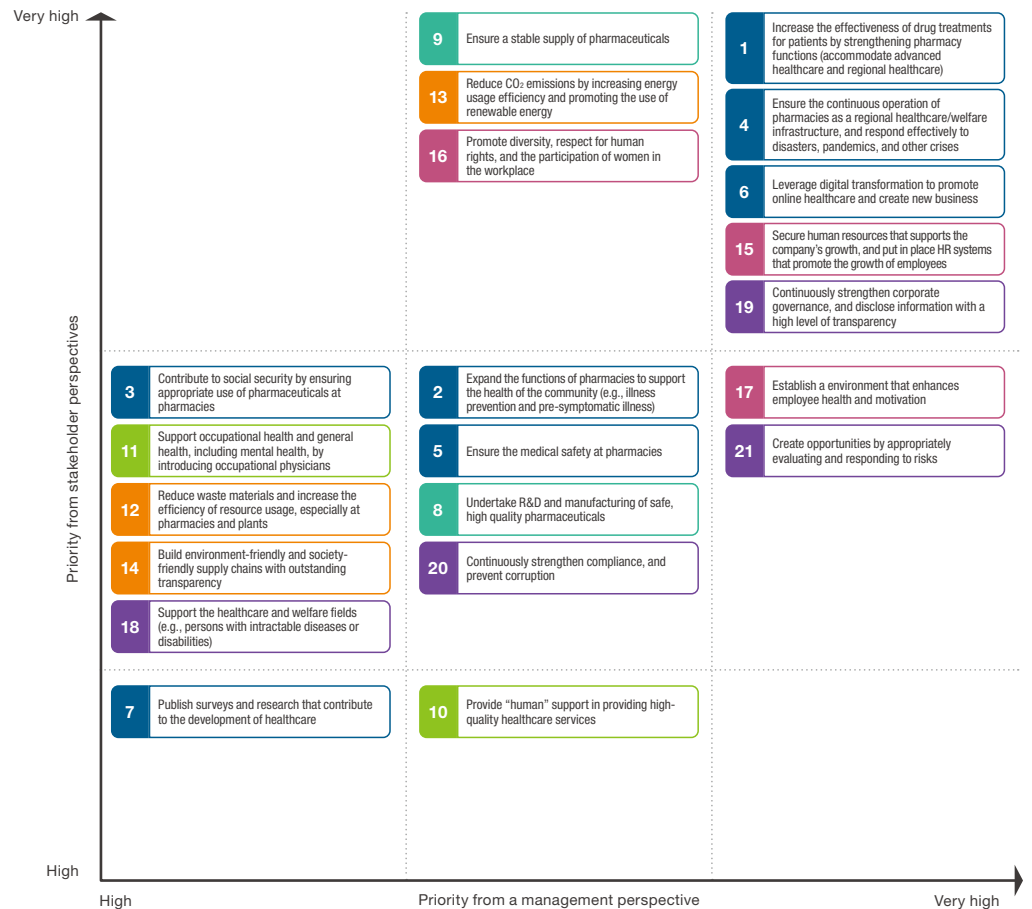 Very high
9
Ensure a stable supply of pharmaceuticals
13
Reduce CO₂ emissions by increasing energy
usage efficiency and promoting the use of
renewable energy
16
Promote diversity, respect for human
rights, and the participation of women in
the workplace
1
Increase the effectiveness of drug treatments
for patients by strengthening pharmacy
functions (accommodate advanced
healthcare and regional healthcare)
4
Ensure the continuous operation of
pharmacies as a regional healthcare/welfare
infrastructure, and respond effectively to
disasters, pandemics, and other crises
6
Leverage digital transformation to promote
online healthcare and create new business
15
Secure human resources that supports the
company's growth, and put in place HR systems
that promote the growth of employees
19
Continuously strengthen corporate
governance, and disclose information with a
high level of transparency
Priority from stakeholder perspectives
3
Contribute to social security by ensuring
appropriate use of pharmaceuticals at
pharmacies
11
Support occupational health and general
health, including mental health, by
introducing occupational physicians
12
Reduce waste materials and increase the
efficiency of resource usage, especially at
pharmacies and plants
14
Build environment-friendly and society-
friendly supply chains with outstanding
transparency
18
Support the healthcare and welfare fields
(e.g., persons with intractable diseases or
disabilities)
2
Expand the functions of pharmacies to support
the health of the community (e.g., illness
prevention and pre-symptomatic illness)
5
Ensure the medical safety at pharmacies
8
Undertake R&D and manufacturing of safe,
high quality pharmaceuticals
20
Continuously strengthen compliance, and
prevent corruption
17
Establish a environment that enhances
employee health and motivation
21
Create opportunities by appropriately
evaluating and responding to risks
7
Publish surveys and research that contribute
to the development of healthcare
10
Provide "human" support in providing high-
quality healthcare services
High
High
Priority from a management perspective
Very high